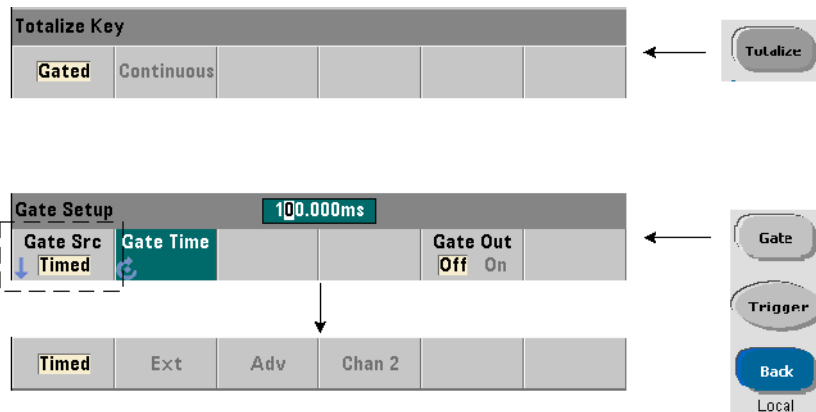 Totalize Key
Gated Continuous
Totalize
Gate Setup 100.000ms
Gate Src Gate Time Gate Out
Timed Off On
Gate
Trigger
Timed Ext Adv Chan 2
Back
Local